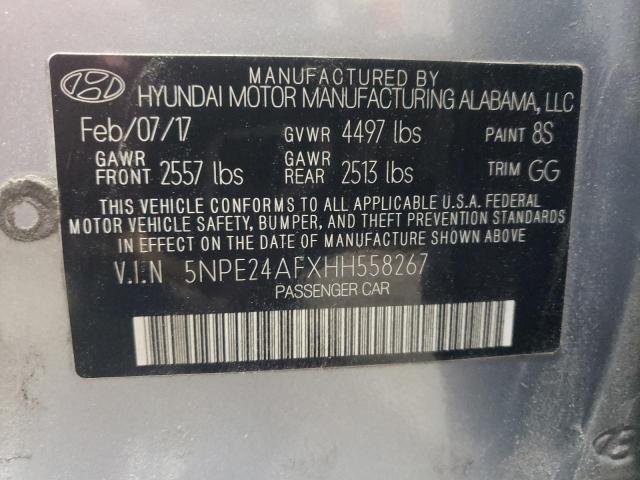 MANUFACTURED BY
HYUNDAI MOTOR MANUFACTURING ALABAMA, LLC
Feb/07/17 GVWR 4497 lbs PAINT 8S
GAWR FRONT 2557 lbs GAWR REAR 2513 lbs TRIM GG
THIS VEHICLE CONFORMS TO ALL APPLICABLE U.S.A. FEDERAL
MOTOR VEHICLE SAFETY, BUMPER, AND THEFT PREVENTION STANDARDS
IN EFFECT ON THE DATE OF MANUFACTURE SHOWN ABOVE
V.I.N 5NPE24AFXHH558267
PASSENGER CAR